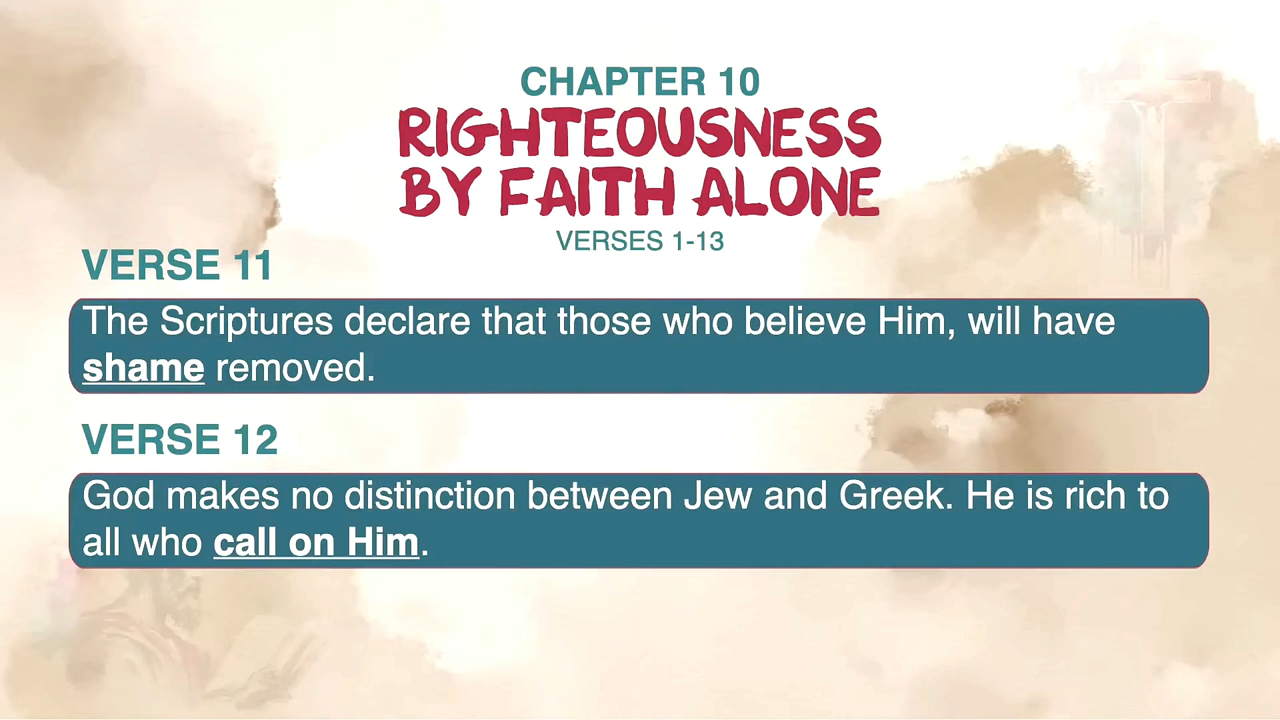 CHAPTER 10
RIGHTEOUSNESS
BY FAITH ALONE
VERSES 1-13
VERSE 11
The Scriptures declare that those who believe Him, will have
shame removed.
VERSE 12
God makes no distinction between Jew and Greek. He is rich to
all who call on Him.